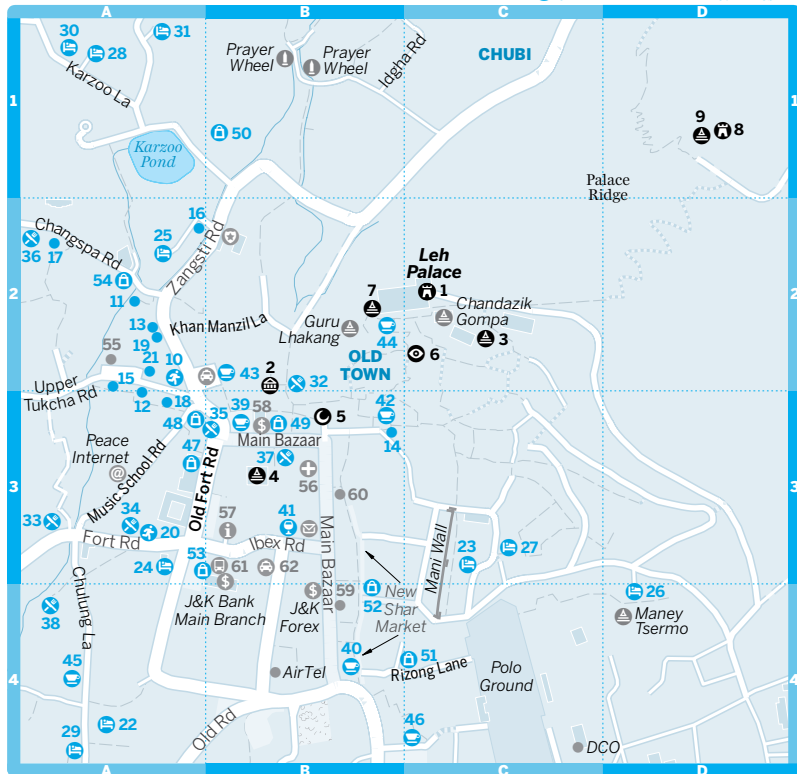 A
B
C
D
30
28
31
Karzoo La
Prayer
Wheel
Prayer
Wheel
Idgha Rd
CHUBI
1
1
50
9
8
Karzoo
Pond
Palace
Ridge
16
Changspa Rd
36
17
25
Zangsti Rd
54
11
Leh
Palace
2
7
1
2
Chandazik
Gompa
13
Khan Manzil La
Guru
Lhakang
44
3
19
55
OLD
TOWN
6
21
10
43
2
32
Upper
Tukcha Rd
15
12
18
48
35
39
58
49
5
42
14
Main Bazaar
Peace
Internet
@
47
Music School Rd
Old Fort Rd
37
4
56
3
3
60
33
34
20
57
41
Fort Rd
Ibex Rd
Main Bazaar
Mani Wall
23
27
24
53
61
62
Chulung La
38
J&K Bank
Main Branch
J&K
Forex
59
52
New
Shar
Market
26
Maney
Tsermo
45
4
4
AirTel
40
51
Rizong Lane
Polo
Ground
22
29
Old Rd
46
DCO
A
B
C
D